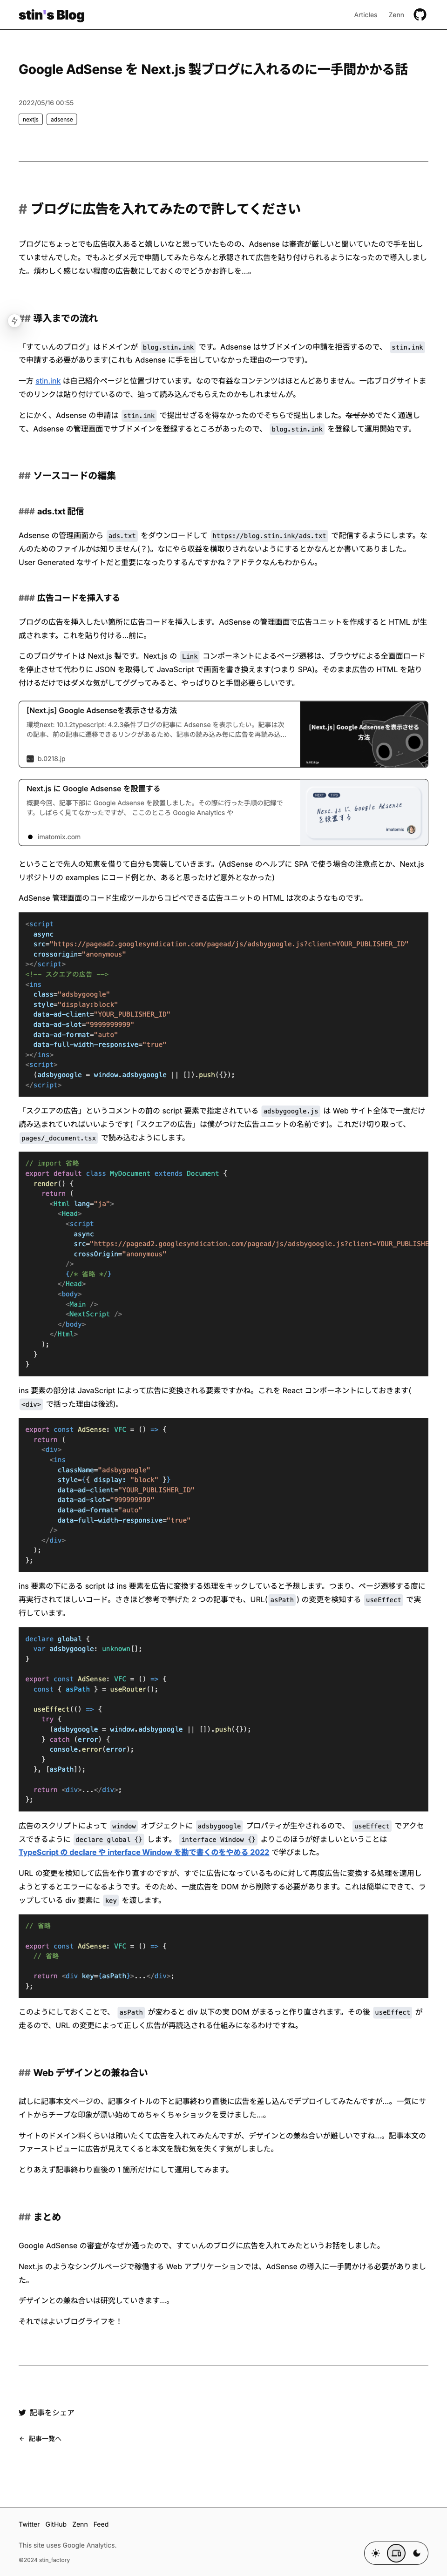 stin's Blog
Articles Zenn
Google AdSense を Next.js 製ブログに入れるのに一手間かかる話
2022/05/16 00:55
nextjs adsense
# ブログに広告を入れてみたので許してください
ブログにちょっとでも広告収入あると嬉しいなと思っていたものの、Adsense は審査が厳しいと聞いていたので手を出し
ていませんでした。でもふとダメ元で申請してみたらなんと承認されて広告を貼り付けられるようになったので導入しまし
た。煩わしく感じない程度の広告数にしておくのでどうかお許しを…。
## 導入までの流れ
「すてぃんのブログ」はドメインが blog.stin.ink です。Adsense はサブドメインの申請を拒否するので、 stin.ink
で申請する必要があります(これも Adsense に手を出していなかった理由の一つです)。
一方 stin.ink は自己紹介ページと位置づけています。なので有益なコンテンツはほとんどありません。一応ブログサイトま
でのリンクは貼り付けているので、辿って読み込んでもらえたのかもしれませんが。
とにかく、Adsense の申請は stin.ink で提出せざるを得なかったのでそちらで提出しました。なぜかめでたく通過し
て、Adsense の管理画面でサブドメインを登録するところがあったので、 blog.stin.ink を登録して運用開始です。
## ソースコードの編集
### ads.txt 配信
Adsense の管理画面から ads.txt をダウンロードして https://blog.stin.ink/ads.txt で配信するようにします。な
んのためのファイルかは知りません(？)。なにやら収益を横取りされないようにするとかなんとか書いてありました。
User Generated なサイトだと重要になったりするんですかね？アドテクなんもわからん。
### 広告コードを挿入する
ブログの広告を挿入したい箇所に広告コードを挿入します。AdSense の管理画面で広告ユニットを作成すると HTML が生
成されます。これを貼り付ける…前に。
このブログサイトは Next.js 製です。Next.js の Link コンポーネントによるページ遷移は、ブラウザによる全画面ロード
を停止させて代わりに JSON を取得して JavaScript で画面を書き換えます(つまり SPA)。そのまま広告の HTML を貼り
付けるだけではダメな気がしてググってみると、やっぱりひと手間必要らしいです。
[Next.js] Google Adsenseを表示させる方法
環境next: 10.1.2typescript: 4.2.3条件ブログの記事に Adsense を表示したい。記事は次
の記事、前の記事に遷移できるリンクがあるため、記事の読み込み毎に広告を再読み込...
b.0218.jp
[Next.js] Google Adsenseを表示させる
方法
Next.js に Google Adsense を設置する
概要今回、記事下部に Google Adsense を設置しました。その際に行った手順の記録で
す。しばらく見てなかったですが、 ここのところ Google Analytics や
imatomix.com
Next.js に Google Adsense
を設置する
imatomix
ということで先人の知恵を借りて自分も実装していきます。(AdSense のヘルプに SPA で使う場合の注意点とか、Next.js
リポジトリの examples にコード例とか、あると思ったけど意外となかった)
AdSense 管理画面のコード生成ツールからコピペできる広告ユニットの HTML は次のようなものです。
<script
async
src="https://pagead2.googlesyndication.com/pagead/js/adsbygoogle.js?client=YOUR_PUBLISHER_ID"
crossorigin="anonymous"
></script>
<!-- スクエアの広告 -->
<ins
class="adsbygoogle"
style="display:block"
data-ad-client="YOUR_PUBLISHER_ID"
data-ad-slot="9999999999"
data-ad-format="auto"
data-full-width-responsive="true"
></ins>
<script>
(adsbygoogle = window.adsbygoogle || []).push({});
</script>
「スクエアの広告」というコメントの前の script 要素で指定されている adsbygoogle.js は Web サイト全体で一度だけ
読み込まれていればいいようです(「スクエアの広告」は僕がつけた広告ユニットの名前です)。これだけ切り取って、
pages/_document.tsx で読み込むようにします。
// import 省略
export default class MyDocument extends Document {
render() {
return (
<Html lang="ja">
<Head>
<script
async
src="https://pagead2.googlesyndication.com/pagead/js/adsbygoogle.js?client=YOUR_PUBLISHE
crossOrigin="anonymous"
/>
{/* 省略 */}
</Head>
<body>
<Main />
<NextScript />
</body>
</Html>
);
}
}
ins 要素の部分は JavaScript によって広告に変換される要素ですかね。これを React コンポーネントにしておきます(
<div> で括った理由は後述)。
export const AdSense: VFC = () => {
return (
<div>
<ins
className="adsbygoogle"
style={{ display: "block" }}
data-ad-client="YOUR_PUBLISHER_ID"
data-ad-slot="999999999"
data-ad-format="auto"
data-full-width-responsive="true"
/>
</div>
);
};
ins 要素の下にある script は ins 要素を広告に変換する処理をキックしていると予想します。つまり、ページ遷移する度に
再実行されてほしいコード。さきほど参考で挙げた 2 つの記事でも、URL( asPath ) の変更を検知する useEffect で実
行しています。
declare global {
var adsbygoogle: unknown[];
}
export const AdSense: VFC = () => {
const { asPath } = useRouter();
useEffect(() => {
try {
(adsbygoogle = window.adsbygoogle || []).push({});
} catch (error) {
console.error(error);
}
}, [asPath]);
return <div>...</div>;
};
広告のスクリプトによって window オブジェクトに adsbygoogle プロパティが生やされるので、 useEffect でアクセ
スできるように declare global {} します。 interface Window {} よりこのほうが好ましいということは
TypeScript の declare や interface Window を勘で書くのをやめる 2022 で学びました。
URL の変更を検知して広告を作り直すのですが、すでに広告になっているものに対して再度広告に変換する処理を適用し
ようとするとエラーになるようです。そのため、一度広告を DOM から削除する必要があります。これは簡単にできて、ラ
ップしている div 要素に key を渡します。
// 省略
export const AdSense: VFC = () => {
// 省略
return <div key={asPath}>...</div>;
};
このようにしておくことで、 asPath が変わると div 以下の実 DOM がまるっと作り直されます。その後 useEffect が
走るので、URL の変更によって正しく広告が再読込される仕組みになるわけですね。
## Web デザインとの兼ね合い
試しに記事本文ページの、記事タイトルの下と記事終わり直後に広告を差し込んでデプロイしてみたんですが…。一気にサ
イトからチープな印象が漂い始めてめちゃくちゃショックを受けました…。
サイトのドメイン料くらいは賄いたくて広告を入れてみたんですが、デザインとの兼ね合いが難しいですね…。記事本文の
ファーストビューに広告が見えてくると本文を読む気を失くす気がしました。
とりあえず記事終わり直後の 1 箇所だけにして運用してみます。
## まとめ
Google AdSense の審査がなぜか通ったので、すてぃんのブログに広告を入れてみたというお話をしました。
Next.js のようなシングルページで稼働する Web アプリケーションでは、AdSense の導入に一手間かける必要がありまし
た。
デザインとの兼ね合いは研究していきます…。
それではよいブログライフを！
記事をシェア
← 記事一覧へ
Twitter GitHub Zenn Feed
This site uses Google Analytics.
©2024 stin_factory